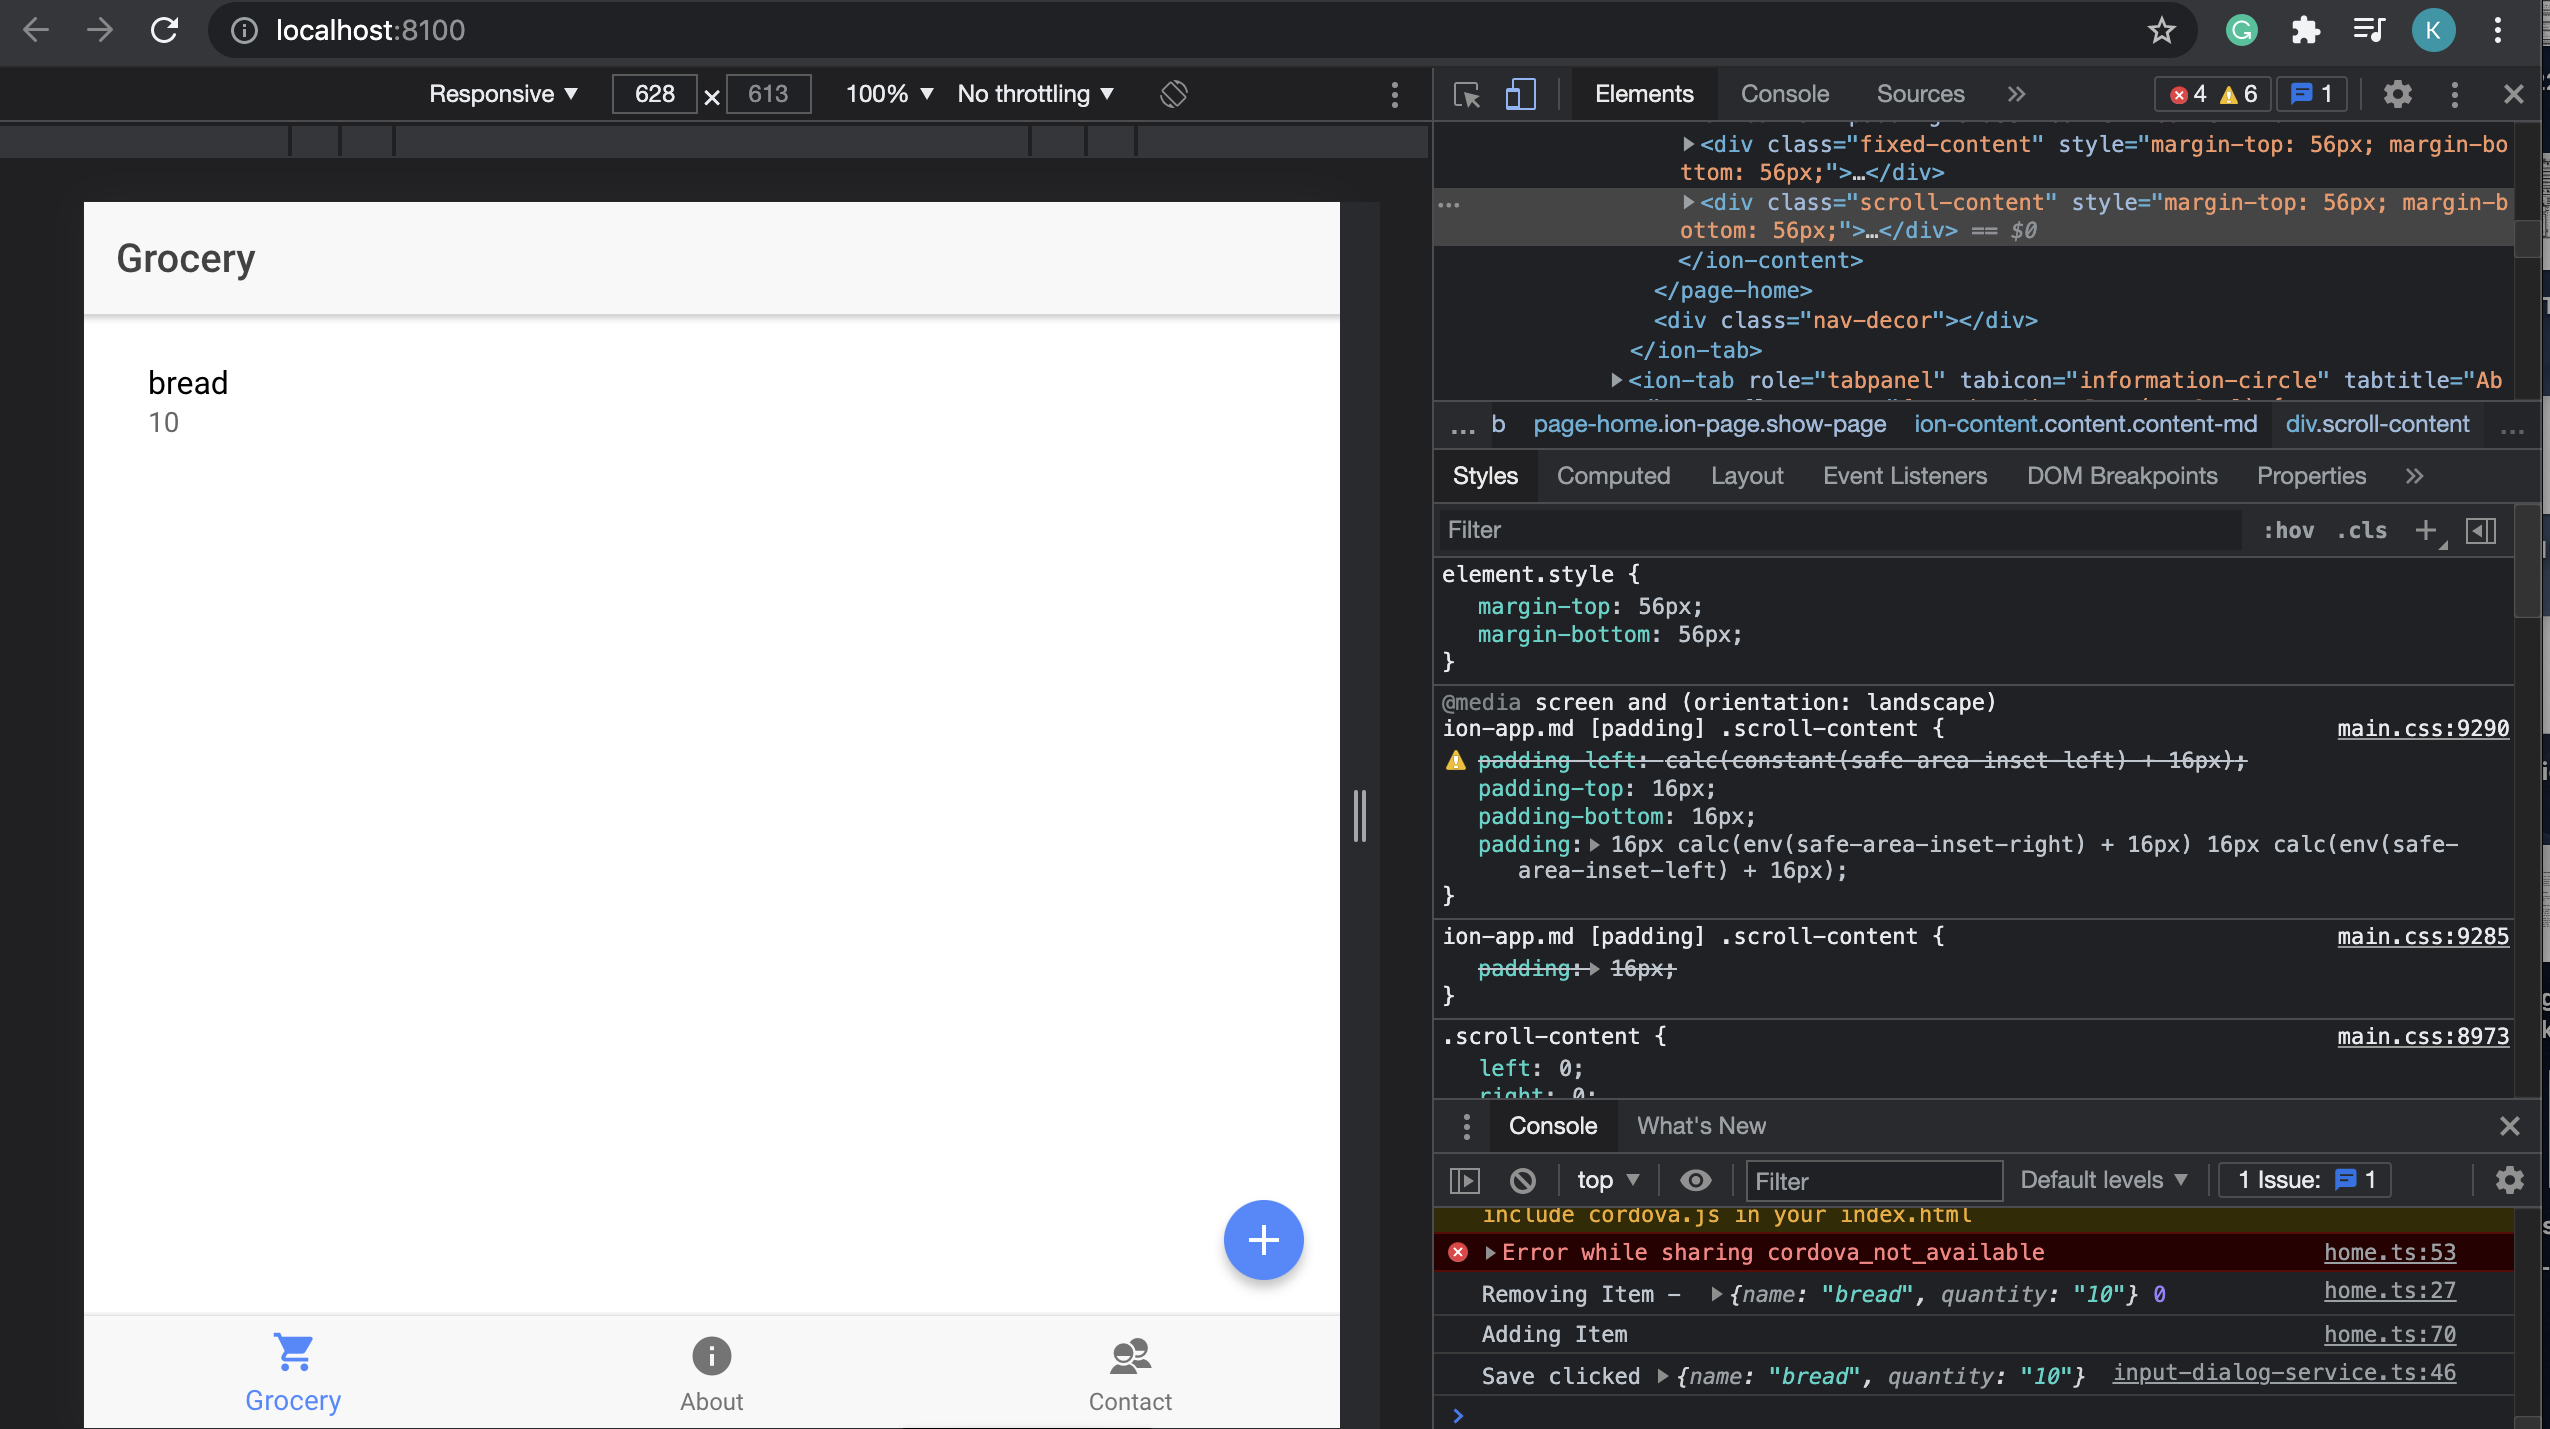 localhost:8100
K
Responsive ▼ 628 × 613 100% ▼ No throttling ▼
Elements Console Sources » 4 6 1
<div class="fixed-content" style="margin-top: 56px; margin-bo
ttom: 56px;">…</div>
<div class="scroll-content" style="margin-top: 56px; margin-b
ottom: 56px;">…</div> == $0
</ion-content>
</page-home>
<div class="nav-decor"></div>
</ion-tab>
<ion-tab role="tabpanel" tabicon="information-circle" tabtitle="Ab
... b page-home.ion-page.show-page ion-content.content.content-md div.scroll-content ...
Styles Computed Layout Event Listeners DOM Breakpoints Properties »
Filter :hov .cls +
element.style {
margin-top: 56px;
margin-bottom: 56px;
}
@media screen and (orientation: landscape)
ion-app.md [padding] .scroll-content { main.css:9290
padding-left: calc(constant(safe-area-inset-left) + 16px);
padding-top: 16px;
padding-bottom: 16px;
padding: 16px calc(env(safe-area-inset-right) + 16px) 16px calc(env(safe-
area-inset-left) + 16px);
}
ion-app.md [padding] .scroll-content { main.css:9285
padding: 16px;
}
.scroll-content { main.css:8973
left: 0;
right: 0;
Console What's New
top ▼ Filter Default levels ▼ 1 Issue: 1
include cordova.js in your index.html
Error while sharing cordova_not_available home.ts:53
Removing Item - {name: "bread", quantity: "10"} 0 home.ts:27
Adding Item home.ts:70
Save clicked {name: "bread", quantity: "10"} input-dialog-service.ts:46
>
Grocery
bread
10
+
Grocery About Contact